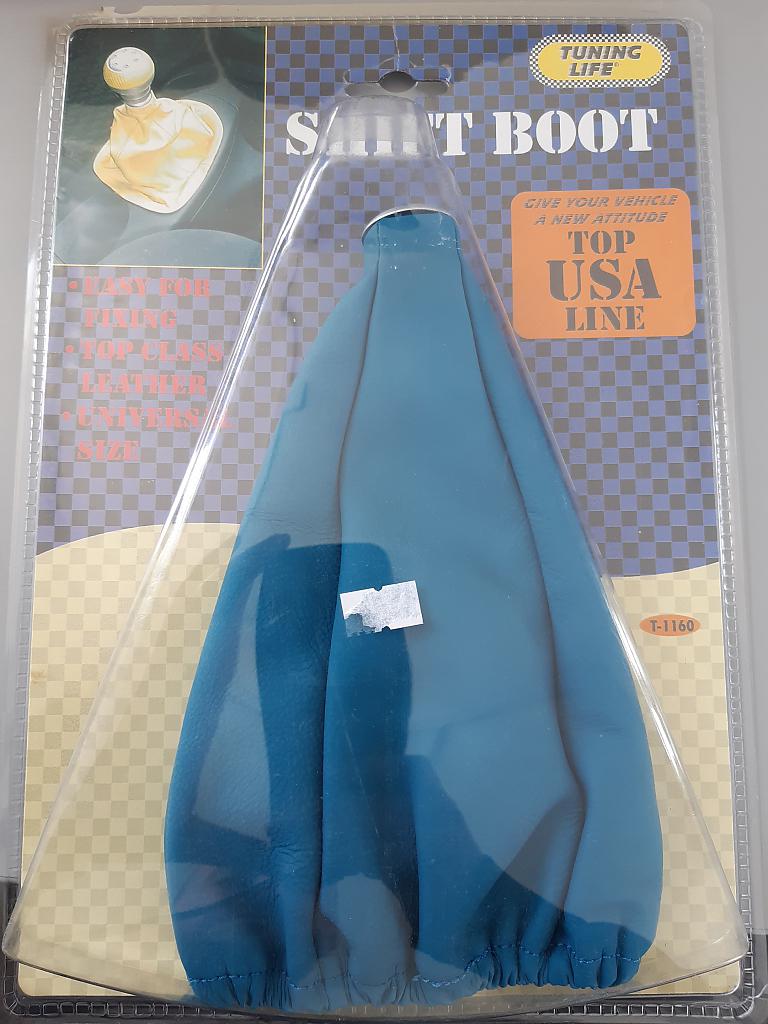 TUNING
LIFE®
SHIFT BOOT
GIVE YOUR VEHICLE
A NEW ATTITUDE
TOP
USA
LINE
• EASY FOR
FIXING
• TOP CLASS
LEATHER
• UNIVERSAL
SIZE
T-1160